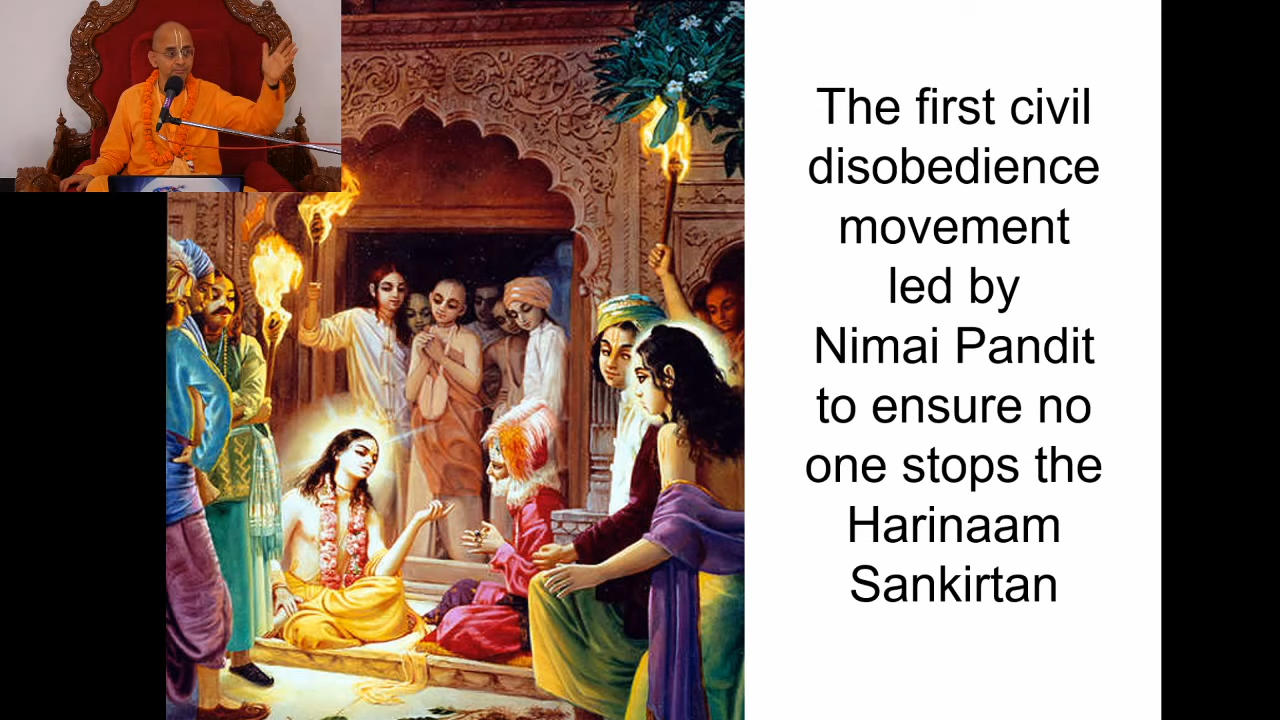 The first civil
disobedience
movement
led by
Nimai Pandit
to ensure no
one stops the
Harinaam
Sankirtan